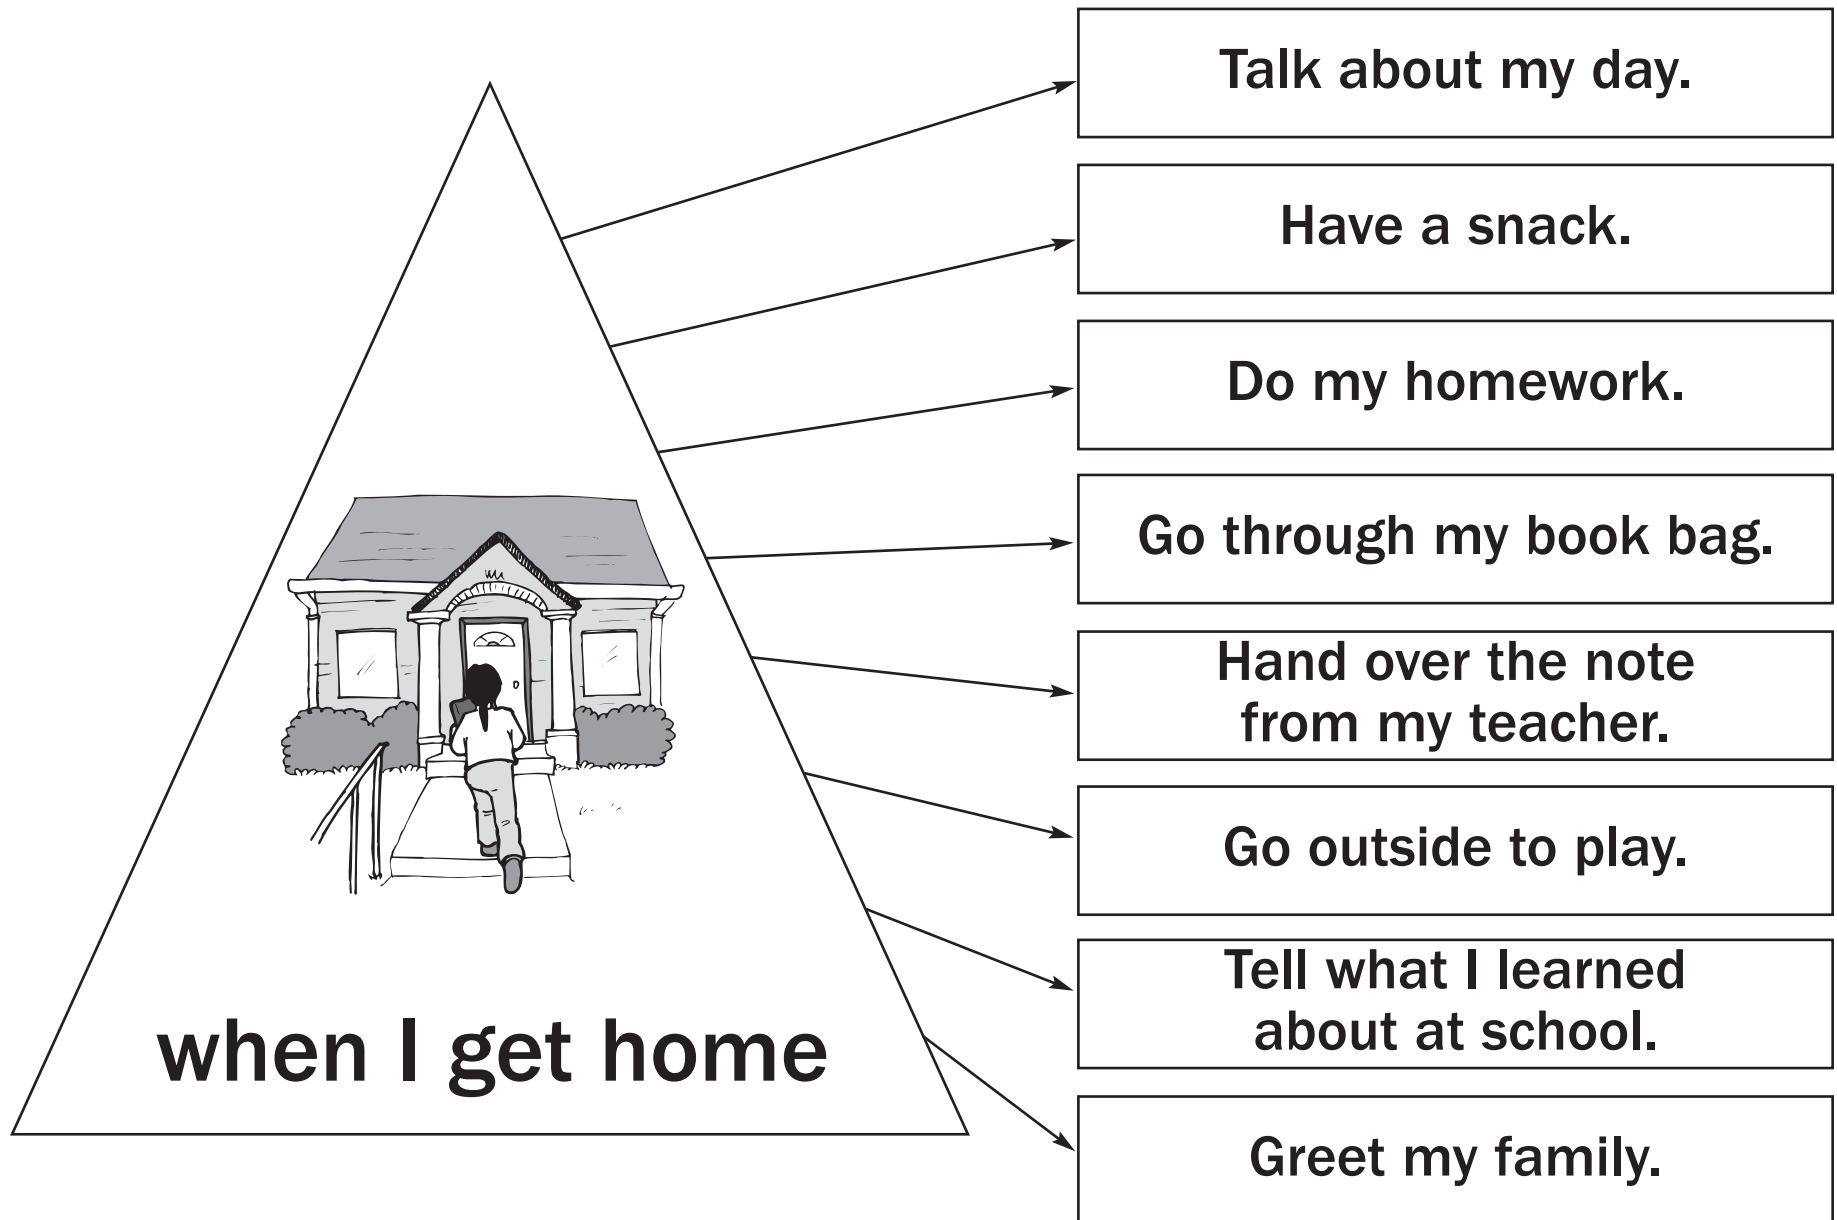 Talk about my day.
Have a snack.
Do my homework.
Go through my book bag.
Hand over the note
from my teacher.
Go outside to play.
Tell what I learned
about at school.
Greet my family.
when I get home